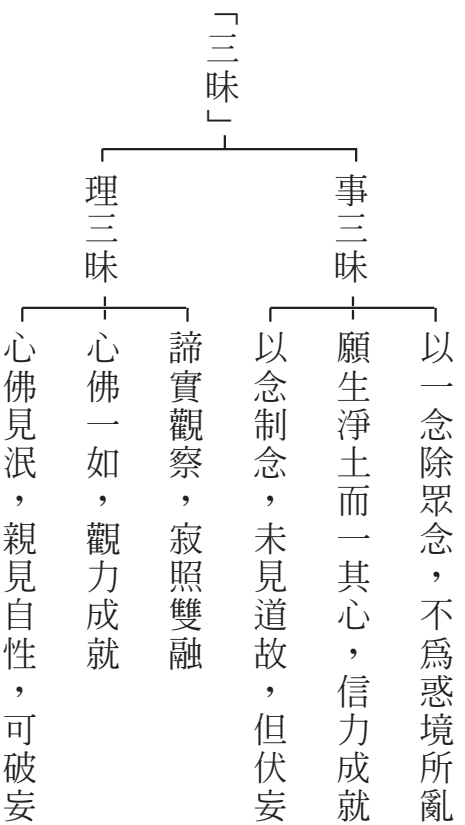 「三昧」
事三昧
以一念除眾念，不爲惑境所亂
願生淨土而一其心，信力成就
以念制念，未見道故，但伏妄
理三昧
諦實觀察，寂照雙融
心佛一如，觀力成就
心佛見泯，親見自性，可破妄